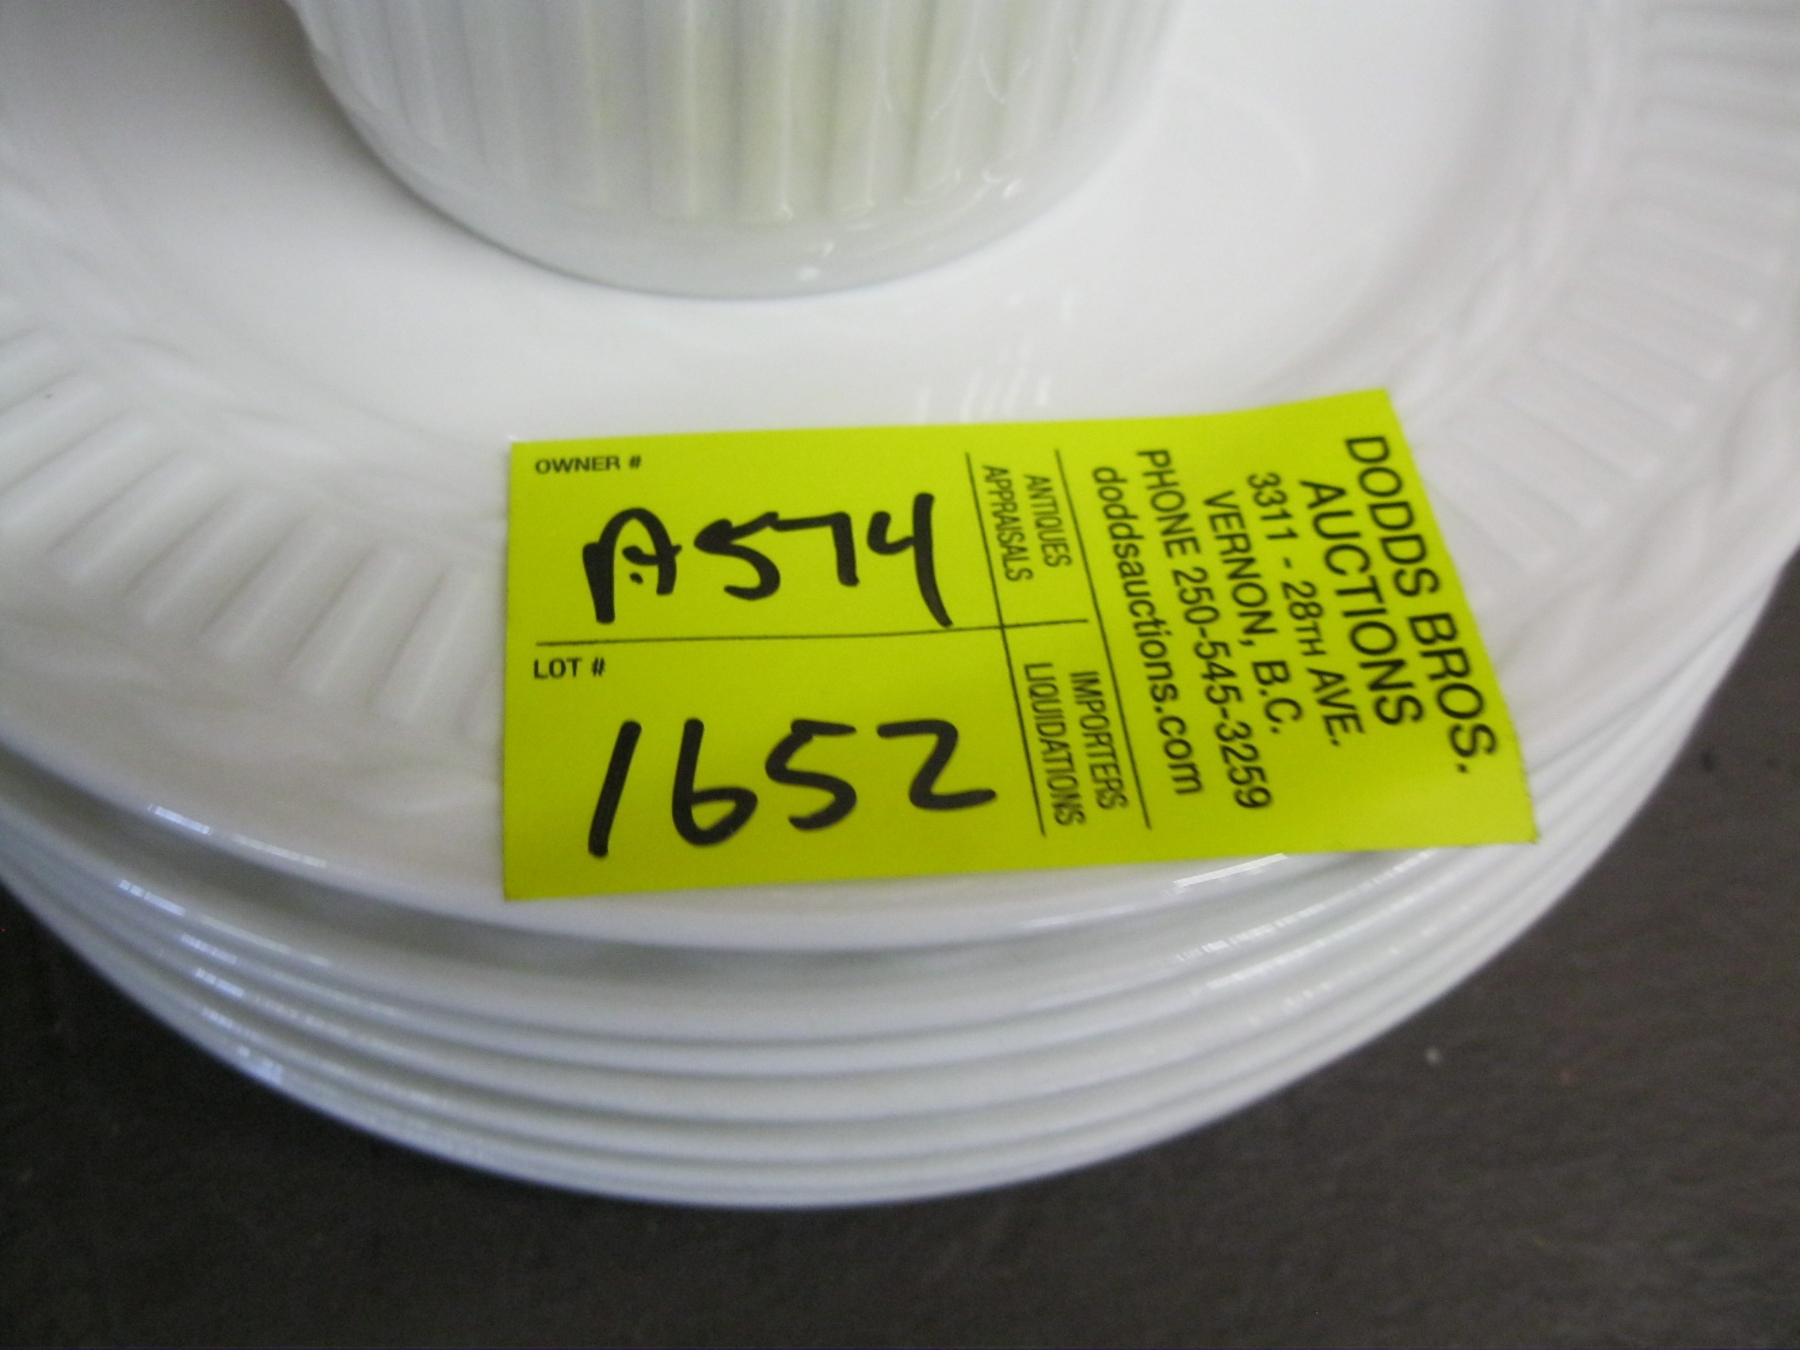 OWNER #
A574
LOT #
1652
DODDS BROS.
AUCTIONS
3311 - 28TH AVE.
VERNON, B.C.
PHONE 250-545-3259
doddsauctions.com
ANTIQUES
APPRAISALS
IMPORTERS
LIQUIDATIONS